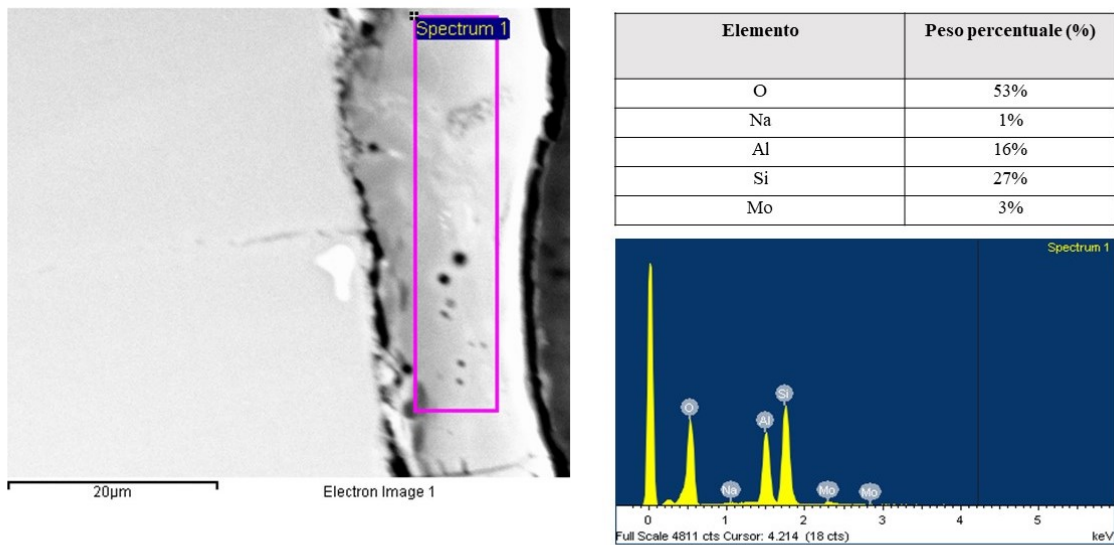 Spectrum 1
20µm
Electron Image 1
Elemento Peso percentuale (%)
O 53%
Na 1%
Al 16%
Si 27%
Mo 3%
Spectrum 1
O
Na
Al
Si
Mo
Mo
0 1 2 3 4 5
Full Scale 4811 cts Cursor: 4.214 (18 cts) keV